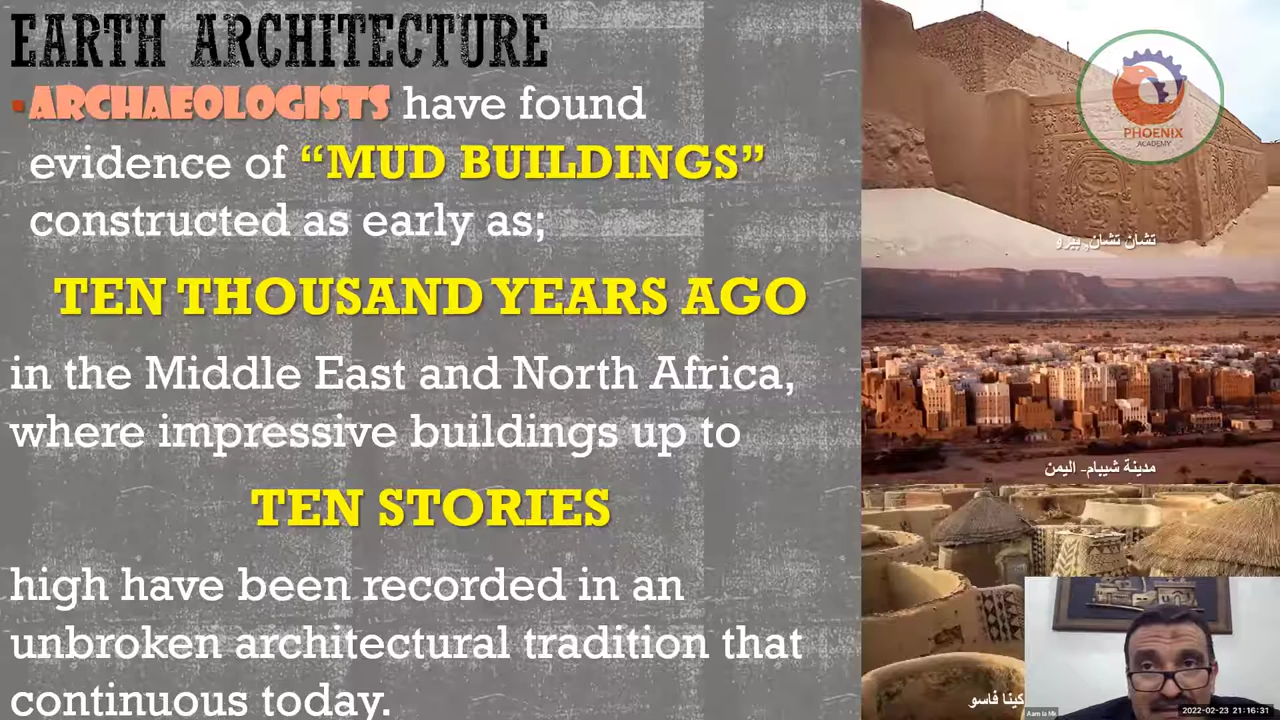 EARTH ARCHITECTURE
ARCHAEOLOGISTS have found
evidence of “MUD BUILDINGS”
constructed as early as;
TEN THOUSAND YEARS AGO
in the Middle East and North Africa,
where impressive buildings up to
TEN STORIES
high have been recorded in an
unbroken architectural tradition that
continuous today.
PHOENIX
ACADEMY
تشان تشان, بيرو
مدينة شيبام- اليمن
كينا فاسو
2022-02-23 21:16:31